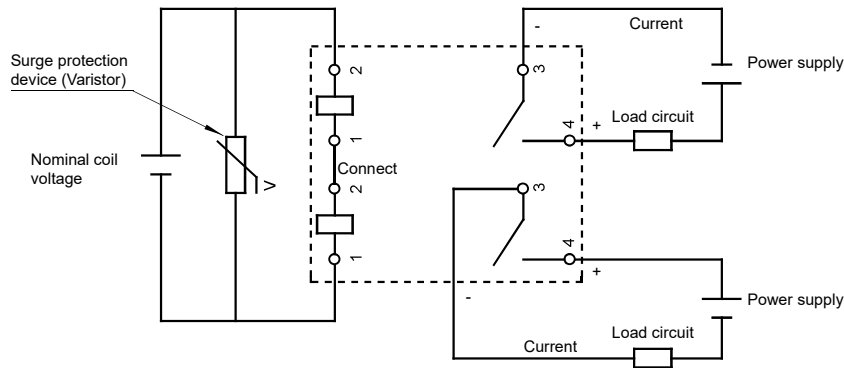 Surge protection
device (Varistor)
Nominal coil
voltage
V
2
1
Connect
2
1
-
Current
3
Power supply
4
+
Load circuit
3
4
+
-
Power supply
Load circuit
Current